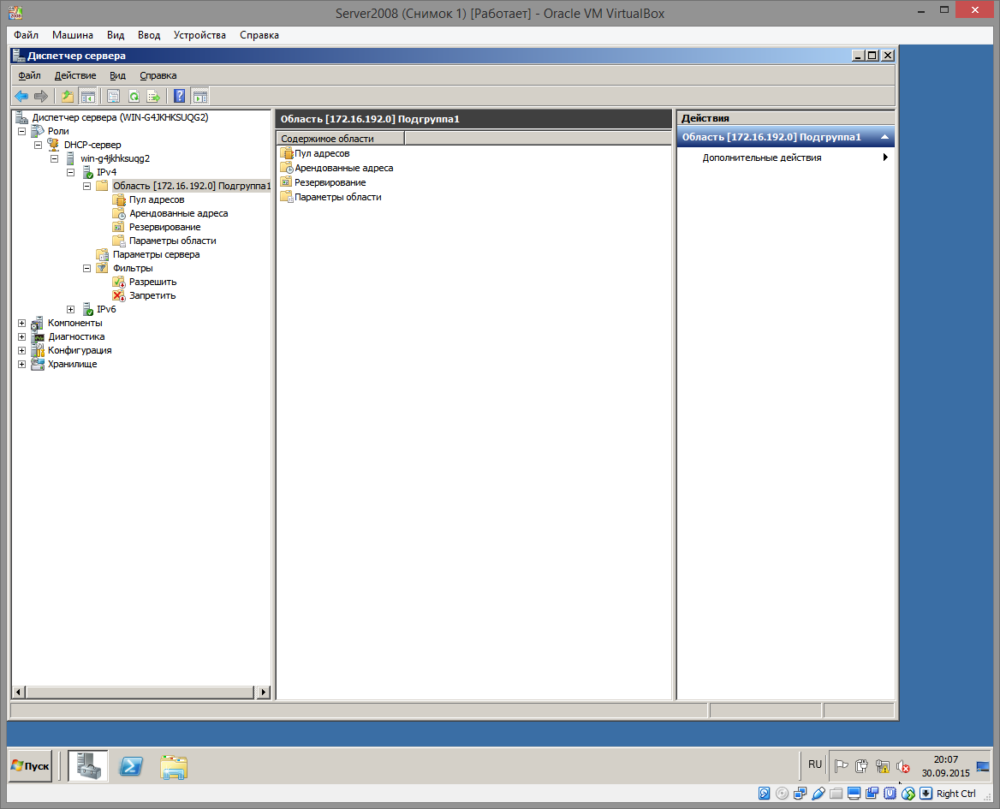 Server2008 (Снимок 1) [Работает] - Oracle VM VirtualBox
Файл Машина Вид Ввод Устройства Справка
Диспетчер сервера
Файл Действие Вид Справка
Диспетчер сервера (WIN-G4JKHKSUQG2)
Роли
DHCP-сервер
win-g4jkhksuqg2
IPv4
Область [172.16.192.0] Подгруппа1
Пул адресов
Арендованные адреса
Резервирование
Параметры области
Параметры сервера
Фильтры
Разрешить
Запретить
IPv6
Компоненты
Диагностика
Конфигурация
Хранилище
Область [172.16.192.0] Подгруппа1
Содержимое области
Пул адресов
Арендованные адреса
Резервирование
Параметры области
Действия
Область [172.16.192.0] Подгруппа1
Дополнительные действия
Пуск
RU
20:07
30.09.2015
Right Ctrl